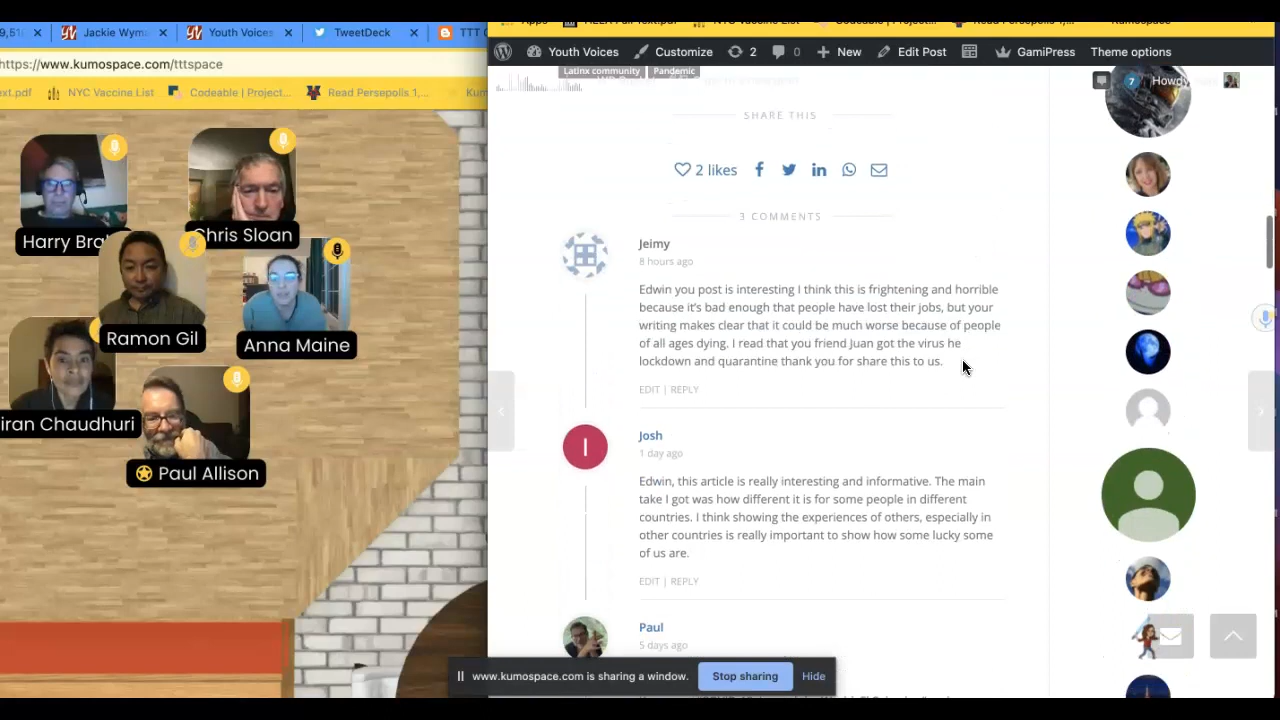 Jackie Wyma
Youth Voices
TweetDeck
TTT
https://www.kumospace.com/tttspace
ext.pdf
NYC Vaccine List
Codeable | Project...
Read Persepolis 1,...
Kum
Harry Bra
Chris Sloan
Ramon Gil
Anna Maine
iran Chaudhuri
Paul Allison
Youth Voices
Customize
2
0
New
Edit Post
GamiPress
Theme options
Latinx community
Pandemic
7
Howdy
SHARE THIS
2 likes
3 COMMENTS
Jeimy
8 hours ago
Edwin you post is interesting I think this is frightening and horrible
because it's bad enough that people have lost their jobs, but your
writing makes clear that it could be much worse because of people
of all ages dying. I read that you friend Juan got the virus he
lockdown and quarantine thank you for share this to us.
EDIT | REPLY
I
Josh
1 day ago
Edwin, this article is really interesting and informative. The main
take I got was how different it is for some people in different
countries. I think showing the experiences of others, especially in
other countries is really important to show how some lucky some
of us are.
EDIT | REPLY
Paul
5 days ago
www.kumospace.com is sharing a window.
Stop sharing
Hide